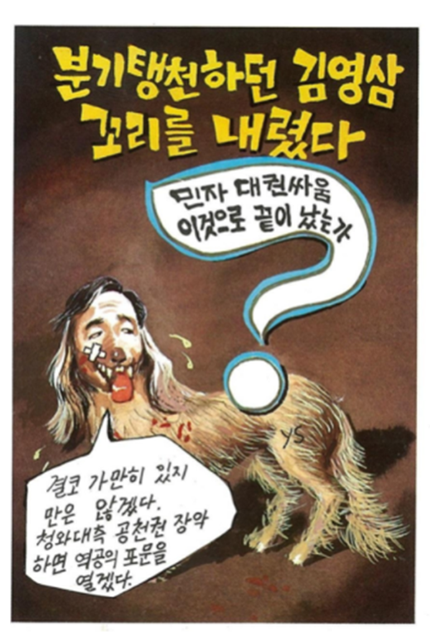 분기탱천하던 김영삼
꼬리를 내렸다
민자 대권싸움
이것으로 끝이 났는가
YS
결코 가만히 있지
만은 않겠다.
청와대측 공천권 장악
하면 역공의 포문을
열겠다.